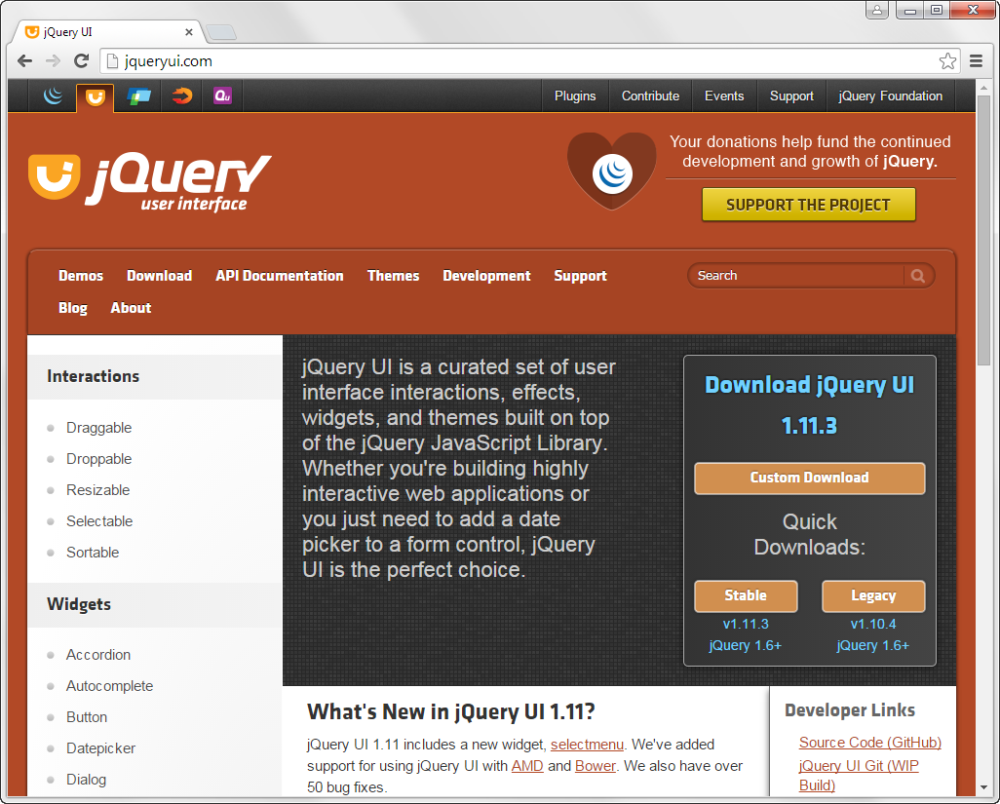 jQuery UI
jqueryui.com
Qu
Plugins
Contribute
Events
Support
jQuery Foundation
jQuery
user interface
Your donations help fund the continued
development and growth of jQuery.
SUPPORT THE PROJECT
Demos
Download
API Documentation
Themes
Development
Support
Search
Blog
About
Interactions
Draggable
Droppable
Resizable
Selectable
Sortable
Widgets
Accordion
Autocomplete
Button
Datepicker
Dialog
jQuery UI is a curated set of user
interface interactions, effects,
widgets, and themes built on top
of the jQuery JavaScript Library.
Whether you're building highly
interactive web applications or
you just need to add a date
picker to a form control, jQuery
UI is the perfect choice.
Download jQuery UI
1.11.3
Custom Download
Quick
Downloads:
Stable
v1.11.3
jQuery 1.6+
Legacy
v1.10.4
jQuery 1.6+
What's New in jQuery UI 1.11?
jQuery UI 1.11 includes a new widget, selectmenu. We've added
support for using jQuery UI with AMD and Bower. We also have over
50 bug fixes.
Developer Links
Source Code (GitHub)
jQuery UI Git (WIP
Build)